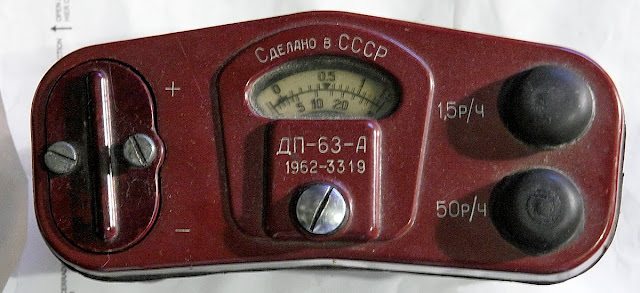 Сделано в СССР
0 0.5
5 10 20
ДП-63-А
1962-3319
+
−
1,5Р/Ч
50Р/Ч